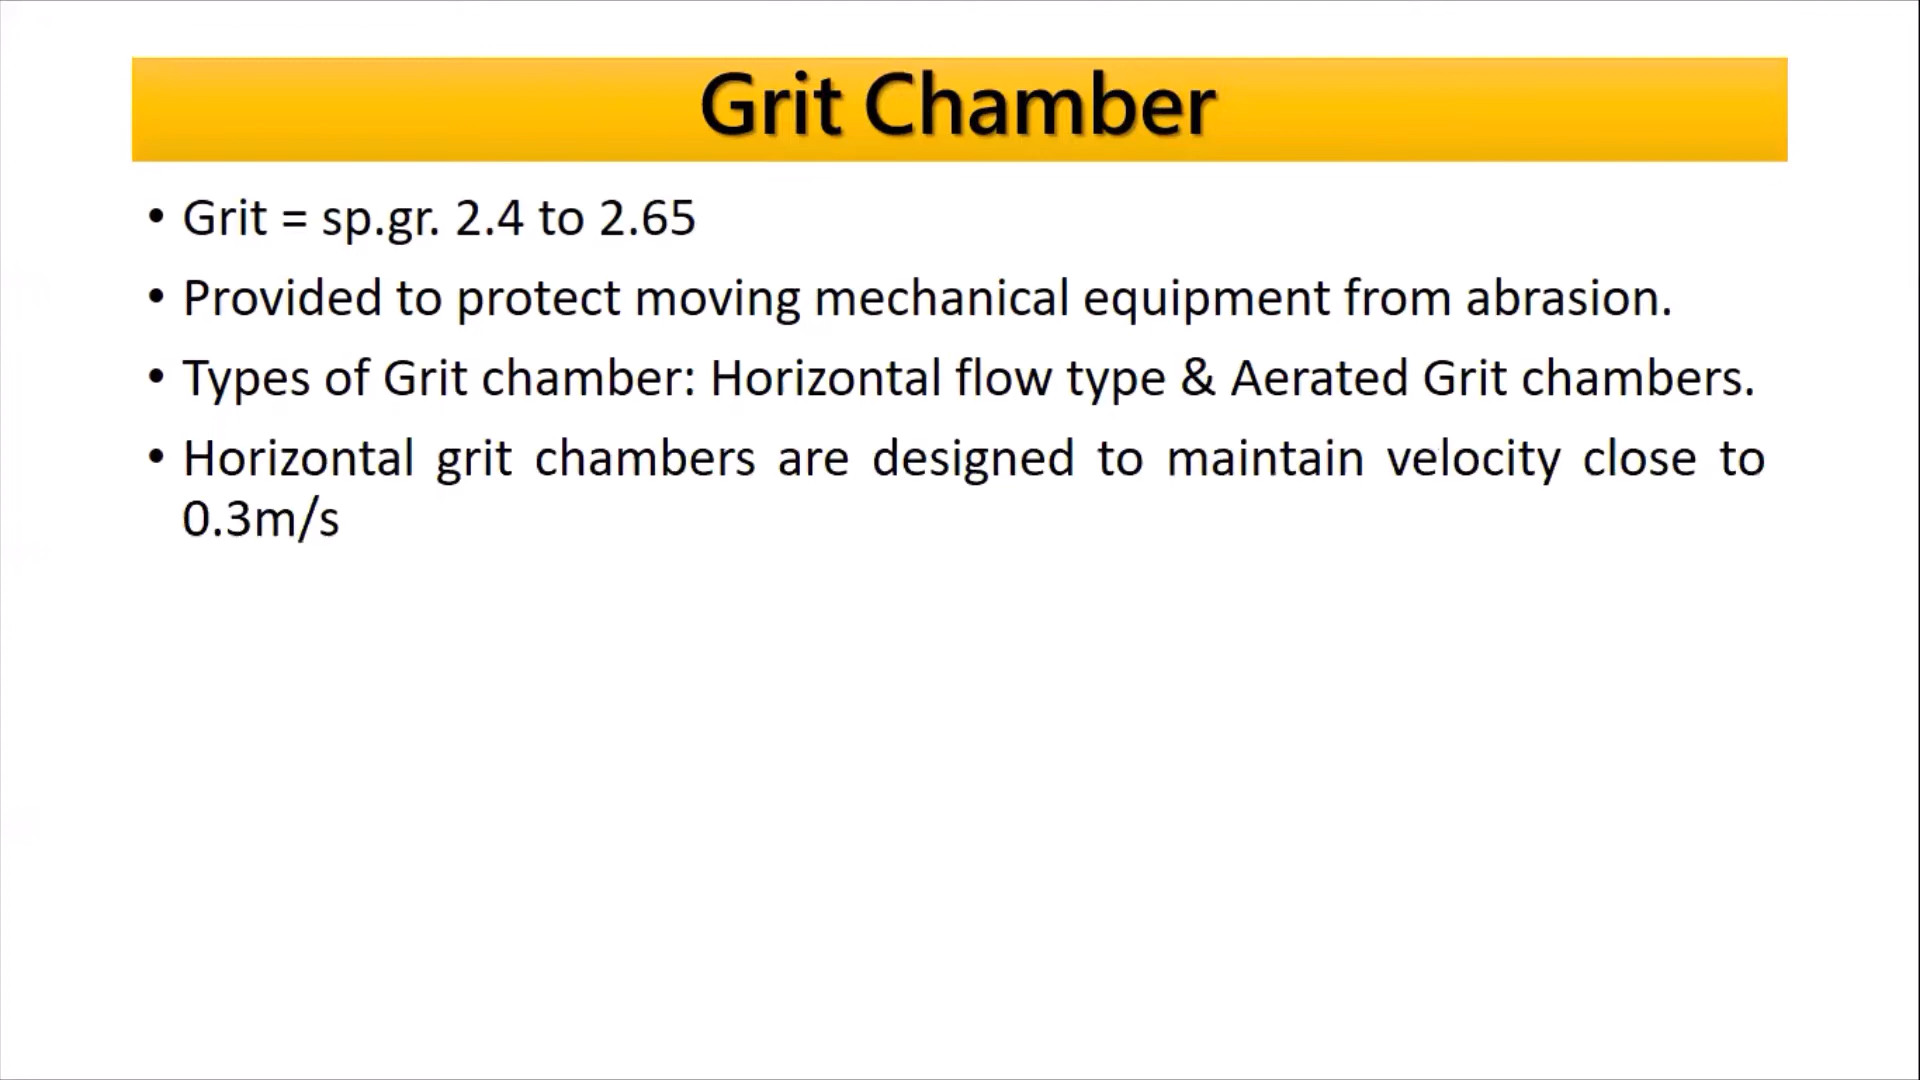 Grit Chamber
• Grit = sp.gr. 2.4 to 2.65
• Provided to protect moving mechanical equipment from abrasion.
• Types of Grit chamber: Horizontal flow type & Aerated Grit chambers.
• Horizontal grit chambers are designed to maintain velocity close to
0.3m/s